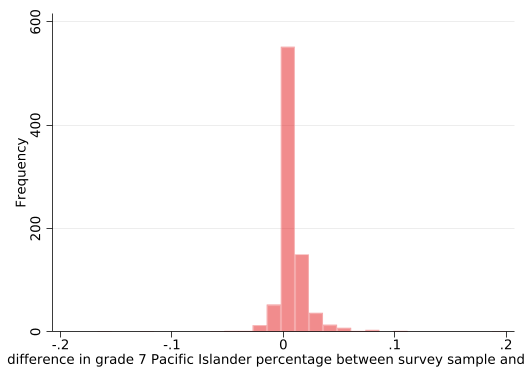 600
400
200
0
Frequency
-.2 -.1 0 .1 .2
difference in grade 7 Pacific Islander percentage between survey sample and